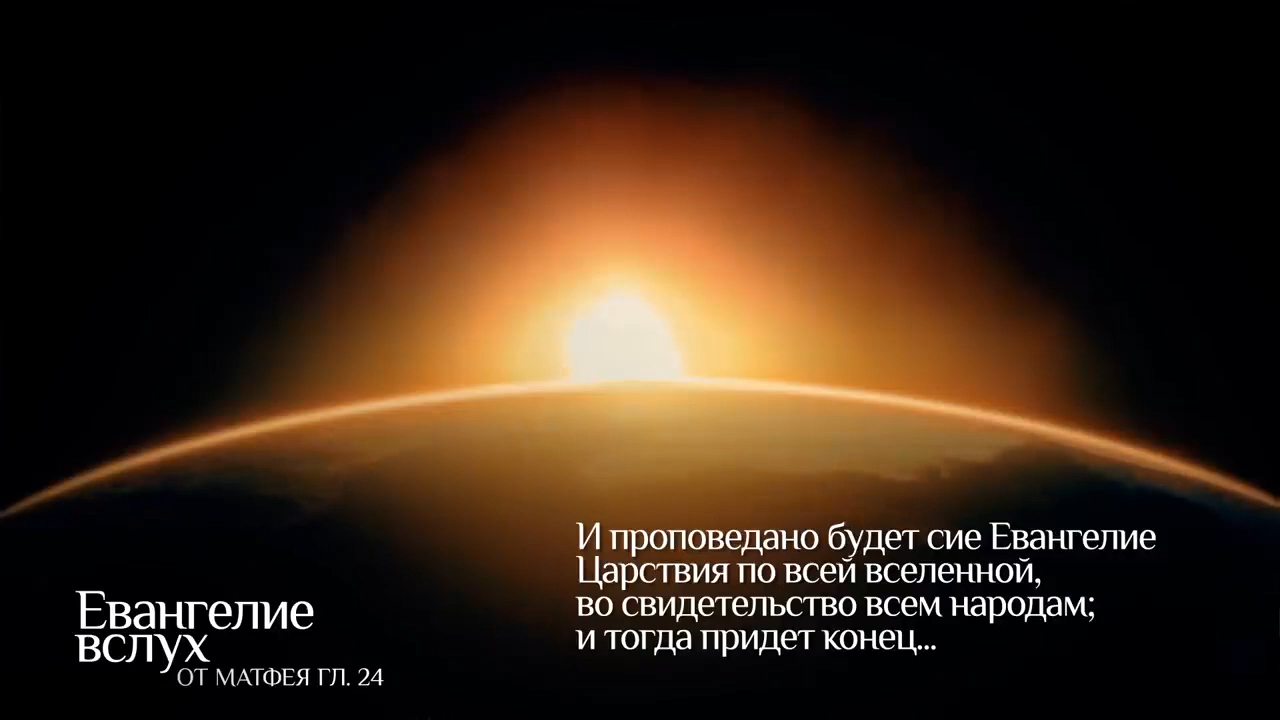 Евангелие
вслух
ОТ МАТФЕЯ ГЛ. 24
И проповедано будет сие Евангелие
Царствия по всей вселенной,
во свидетельство всем народам;
и тогда придет конец...